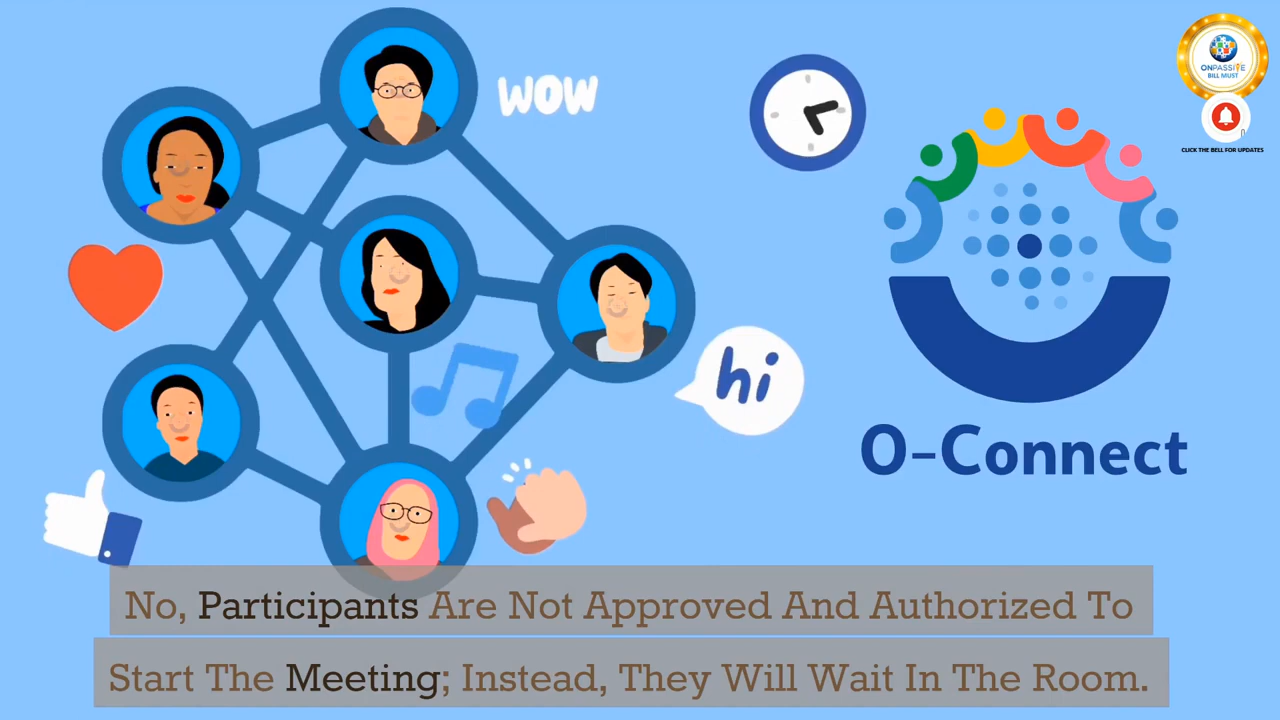 WOW
ONPASSIVE
BILL MUST
CLICK THE BELL FOR UPDATES
hi
O-Connect
No, Participants Are Not Approved And Authorized To
Start The Meeting; Instead, They Will Wait In The Room.